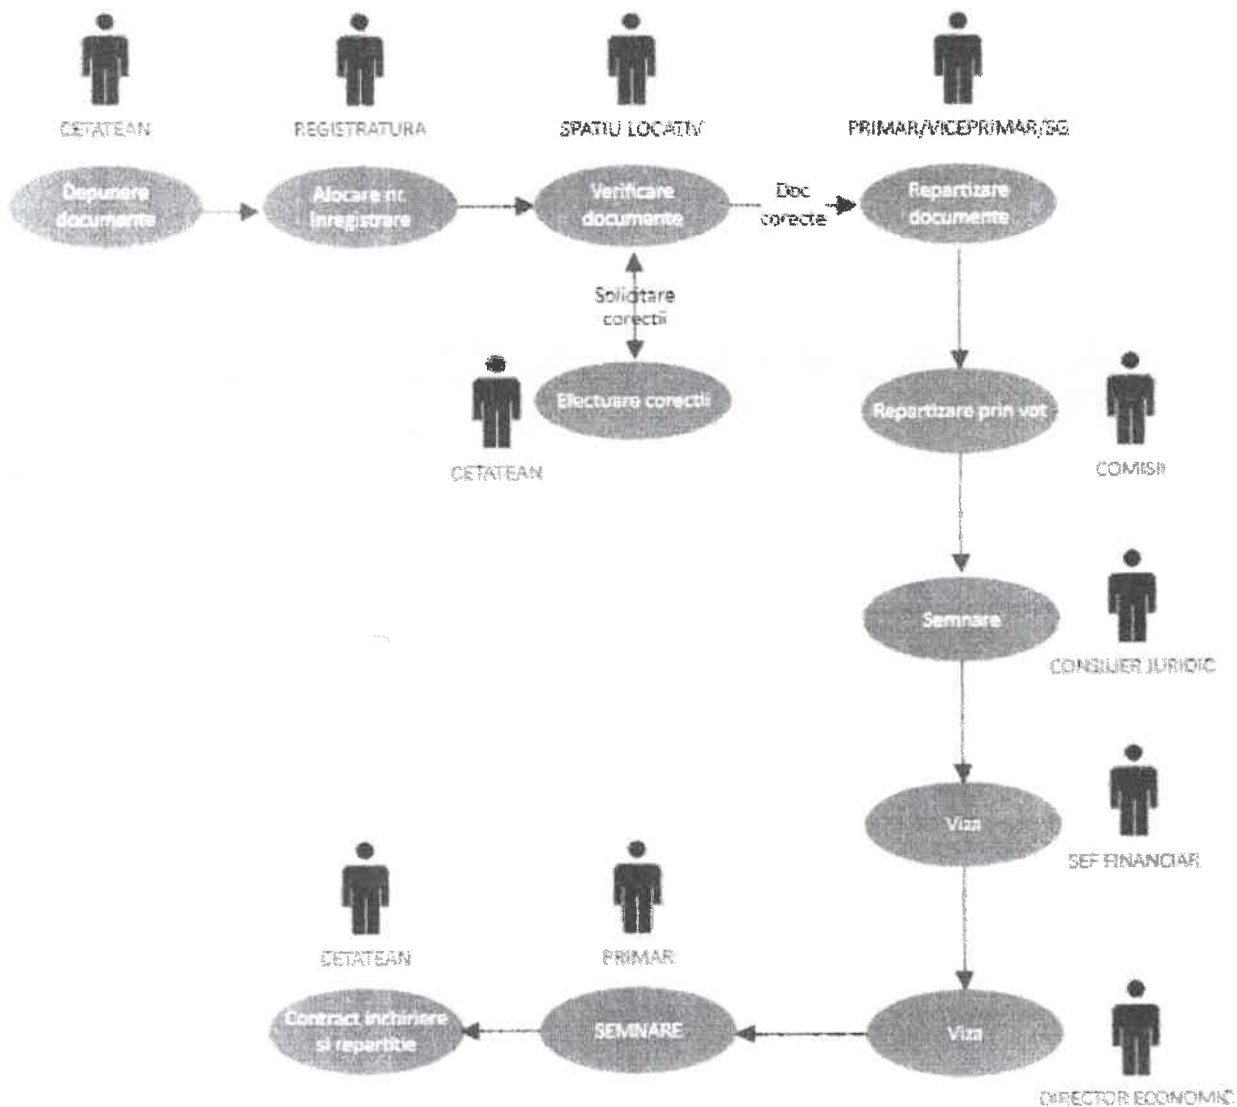 CETATEAN
REGISTRATURA
SPATIU LOCATIV
PRIMAR/VICEPRIMAR/SG
Depunere
documente
Alocare nr.
inregistrare
Verificare
documente
Doc
corecte
Repartizare
documente
Solicitare
corectii
Efectuare corectii
CETATEAN
Repartizare prin vot
COMISII
Semnare
CONSILIER JURIDIC
Viza
SEF FINANCIAR
CETATEAN
PRIMAR
Contract inchiriere
si repartitie
SEMNARE
Viza
DIRECTOR ECONOMIC